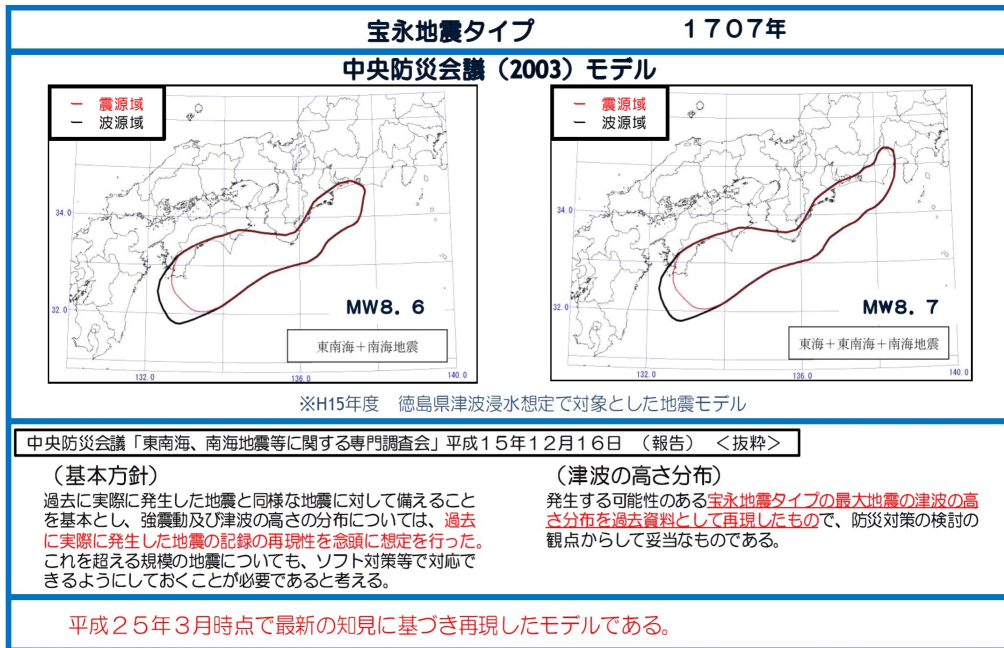 宝永地震タイプ １７０７年
中央防災会議（2003）モデル
ー 震源域
ー 波源域
34.0
32.0
132.0
136.0
140.0
MW8．6
東南海＋南海地震
ー 震源域
ー 波源域
34.0
32.0
132.0
136.0
140.0
MW8．7
東海＋東南海＋南海地震
※H15年度 徳島県津波浸水想定で対象とした地震モデル
中央防災会議「東南海、南海地震等に関する専門調査会」平成１５年１２月１６日 （報告） ＜抜粋＞
（基本方針）
過去に実際に発生した地震と同様な地震に対して備えること
を基本とし、強震動及び津波の高さの分布については、過去
に実際に発生した地震の記録の再現性を念頭に想定を行った。
これを超える規模の地震についても、ソフト対策等で対応で
きるようにしておくことが必要であると考える。
（津波の高さ分布）
発生する可能性のある宝永地震タイプの最大地震の津波の高
さ分布を過去資料として再現したもので、防災対策の検討の
観点からして妥当なものである。
平成２５年３月時点で最新の知見に基づき再現したモデルである。